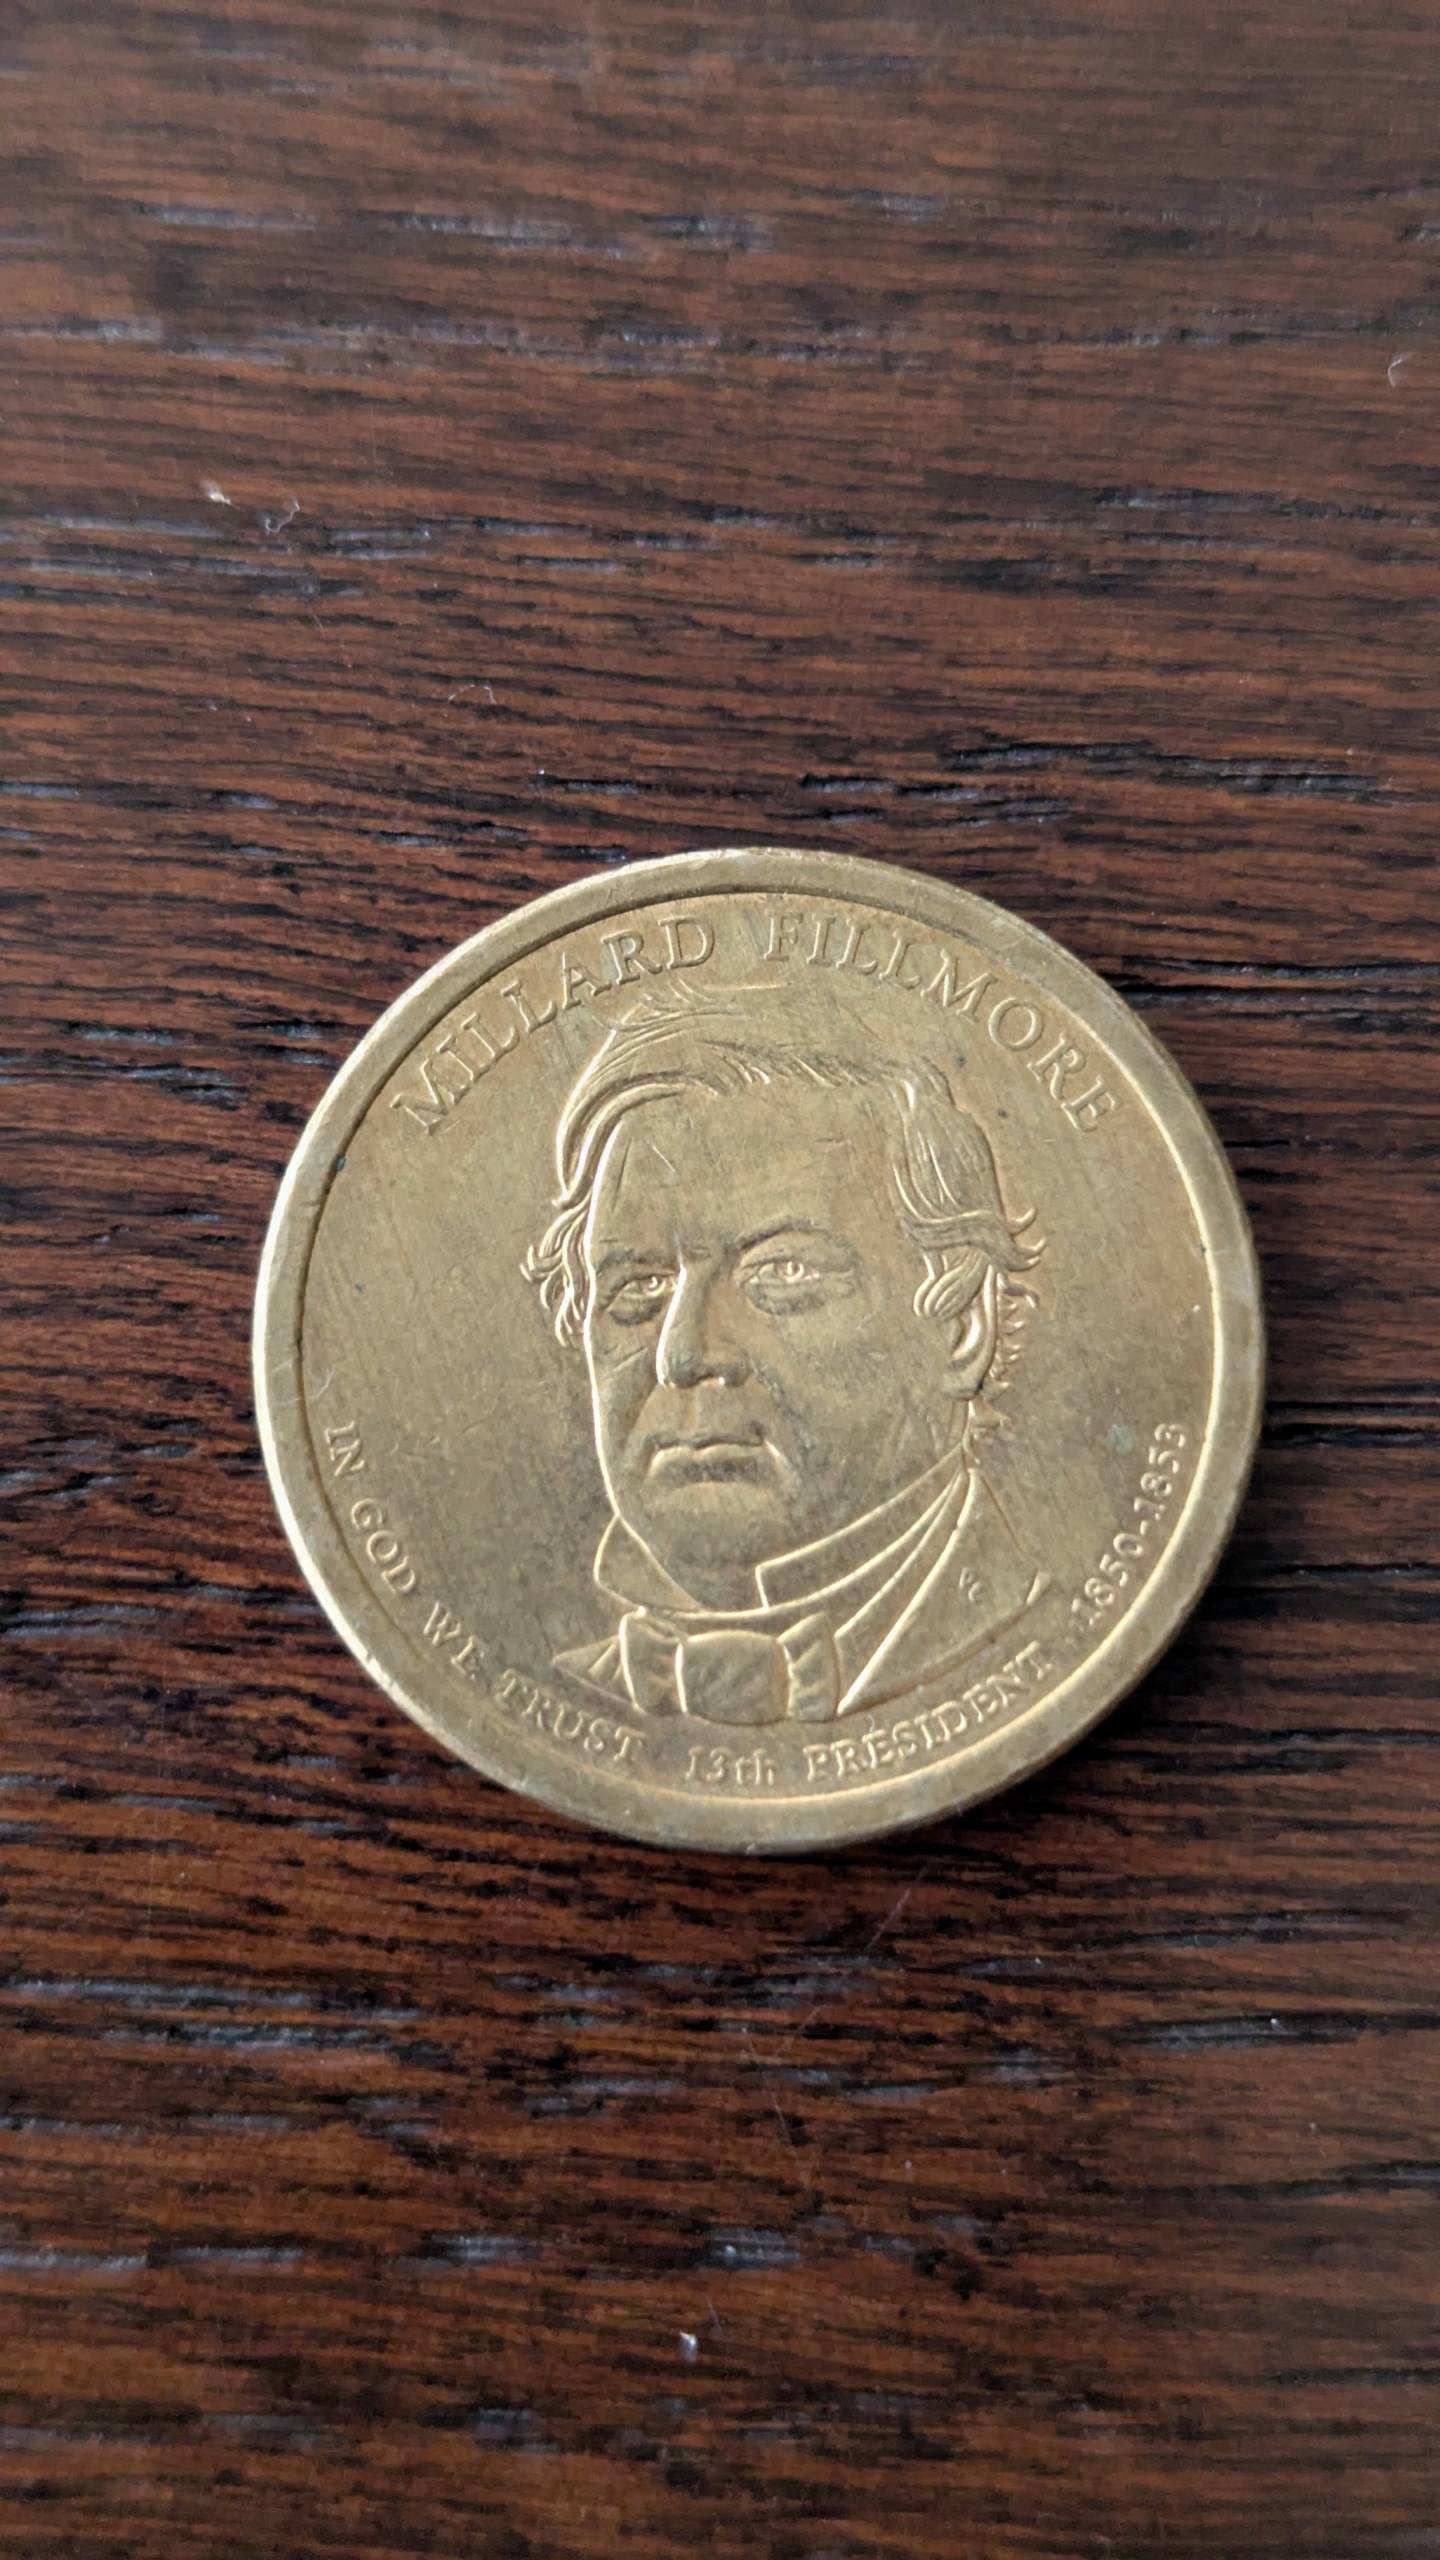 MILLARD FILLMORE
IN GOD WE TRUST 13th PRESIDENT 1850-1853